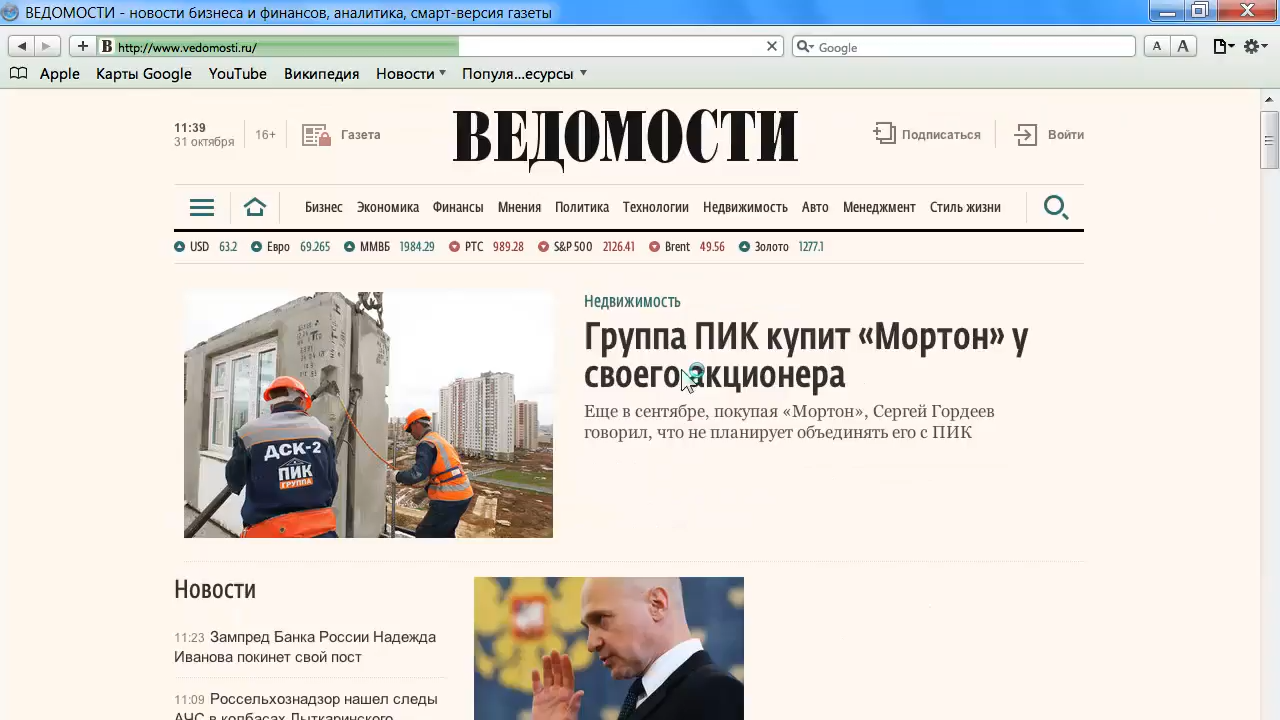 ВЕДОМОСТИ - новости бизнеса и финансов, аналитика, смарт-версия газеты
B http://www.vedomosti.ru/
Google
A A
Apple Карты Google YouTube Википедия Новости Популя...есурсы
11:39
31 октября
16+
Газета
ВЕДОМОСТИ
Подписаться
Войти
Бизнес Экономика Финансы Мнения Политика Технологии Недвижимость Авто Менеджмент Стиль жизни
USD 63.2 Евро 69.265 ММВБ 1984.29 РТС 989.28 S&P 500 2126.41 Brent 49.56 Золото 1277.1
ДСК-2
ПИК
ГРУППА
Недвижимость
Группа ПИК купит «Мортон» у
своего акционера
Еще в сентябре, покупая «Мортон», Сергей Гордеев
говорил, что не планирует объединять его с ПИК
Новости
11:23 Зампред Банка России Надежда
Иванова покинет свой пост
11:09 Россельхознадзор нашел следы
АЧС в колбасах Лыткаринского